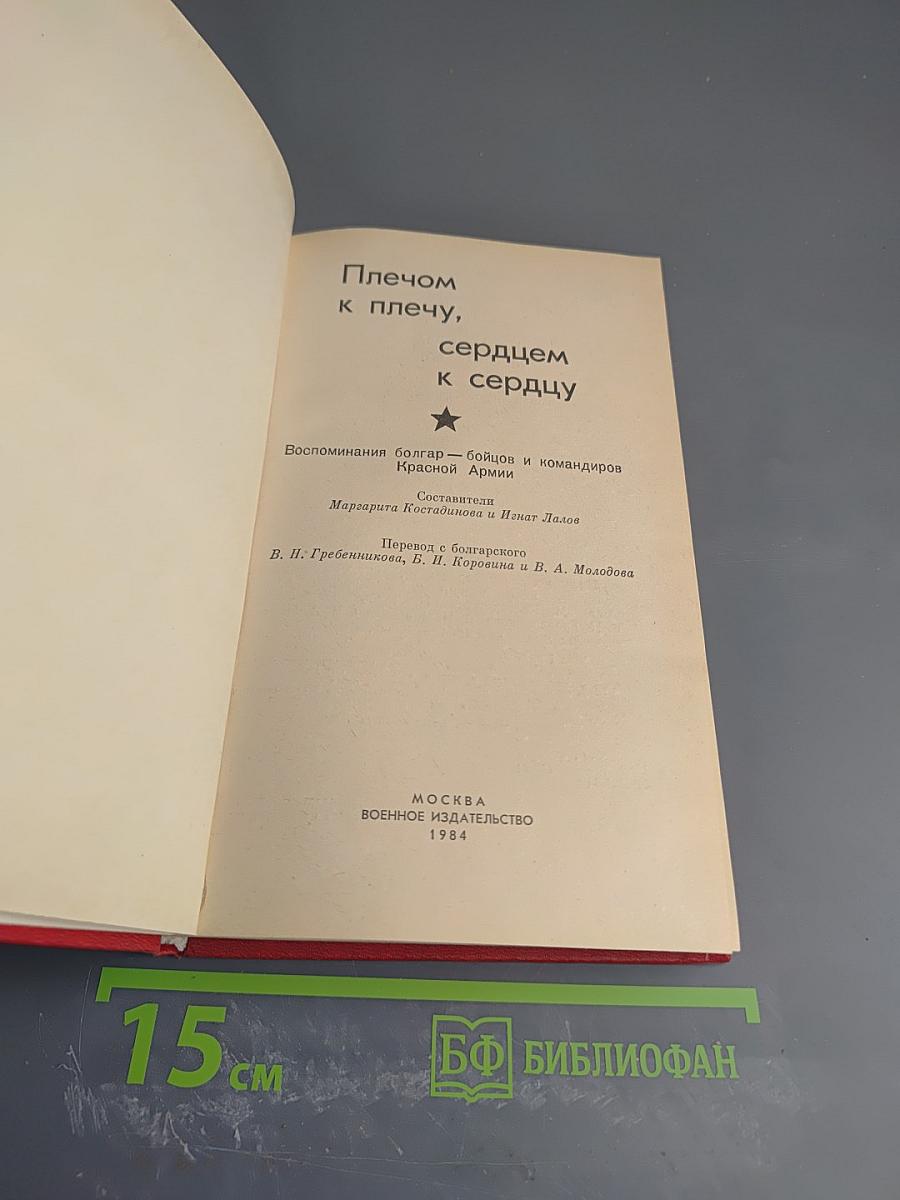 Плечом
к плечу,
сердцем
к сердцу
Воспоминания болгар — бойцов и командиров
Красной Армии
Составители
Маргарита Костадинова и Игнат Лалов
Перевод с болгарского
В. Н. Гребенникова, Б. И. Коровина и В. А. Молодова
МОСКВА
ВОЕННОЕ ИЗДАТЕЛЬСТВО
1984
15 см
БФ БИБЛИОФАН